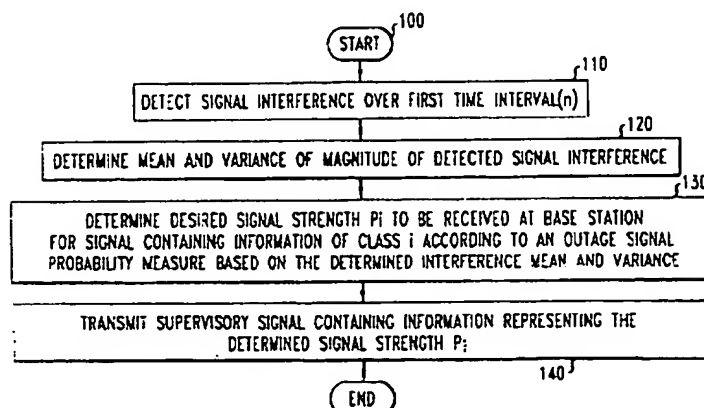 100
START
110
DETECT SIGNAL INTERFERENCE OVER FIRST TIME INTERVAL(n)
120
DETERMINE MEAN AND VARIANCE OF MAGNITUDE OF DETECTED SIGNAL INTERFERENCE
130
DETERMINE DESIRED SIGNAL STRENGTH Pi TO BE RECEIVED AT BASE STATION
FOR SIGNAL CONTAINING INFORMATION OF CLASS i ACCORDING TO AN OUTAGE SIGNAL
PROBABILITY MEASURE BASED ON THE DETERMINED INTERFERENCE MEAN AND VARIANCE
TRANSMIT SUPERVISORY SIGNAL CONTAINING INFORMATION REPRESENTING THE
DETERMINED SIGNAL STRENGTH Pi
140
END